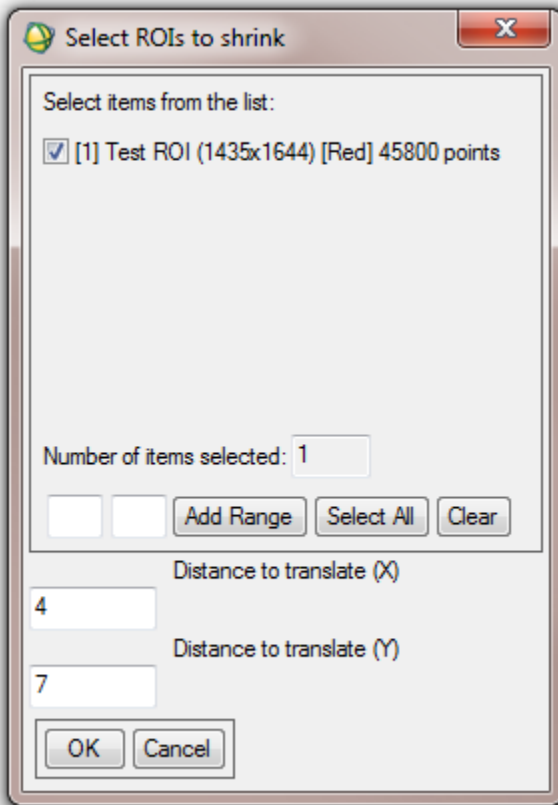 Select ROIs to shrink
Select items from the list:
[1] Test ROI (1435x1644) [Red] 45800 points
Number of items selected: 1
Add Range Select All Clear
Distance to translate (X)
4
Distance to translate (Y)
7
OK Cancel